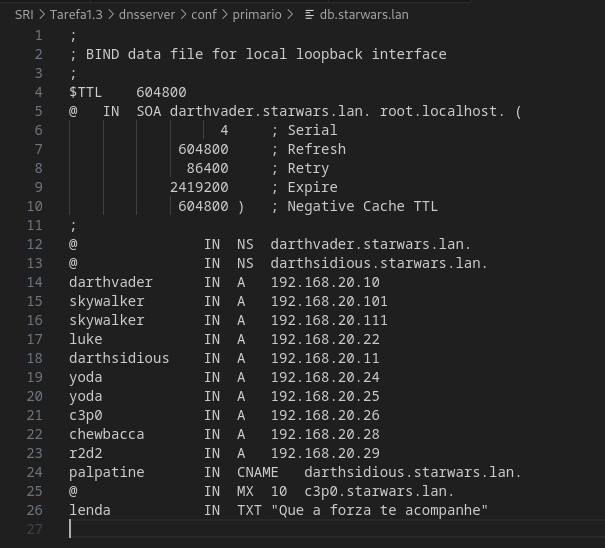 SRI > Tarefa1.3 > dnsserver > conf > primario > db.starwars.lan
1 ;
2 ; BIND data file for local loopback interface
3 ;
4 $TTL    604800
5 @   IN  SOA darthvader.starwars.lan. root.localhost. (
6                   4     ; Serial
7              604800     ; Refresh
8               86400     ; Retry
9             2419200     ; Expire
10             604800 )   ; Negative Cache TTL
11 ;
12 @               IN  NS  darthvader.starwars.lan.
13 @               IN  NS  darthsidious.starwars.lan.
14 darthvader      IN  A   192.168.20.10
15 skywalker       IN  A   192.168.20.101
16 skywalker       IN  A   192.168.20.111
17 luke            IN  A   192.168.20.22
18 darthsidious    IN  A   192.168.20.11
19 yoda            IN  A   192.168.20.24
20 yoda            IN  A   192.168.20.25
21 c3p0            IN  A   192.168.20.26
22 chewbacca       IN  A   192.168.20.28
23 r2d2            IN  A   192.168.20.29
24 palpatine       IN  CNAME   darthsidious.starwars.lan.
25 @               IN  MX  10  c3p0.starwars.lan.
26 lenda           IN  TXT "Que a forza te acompanhe"
27